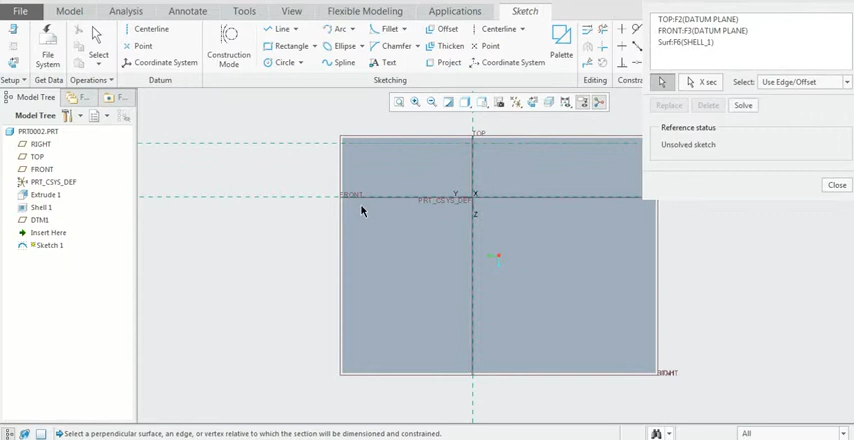 File Model Analysis Annotate Tools View Flexible Modeling Applications Sketch
File System
Select
Centerline
Point
Coordinate System
Construction Mode
Line Arc Fillet Offset Centerline
Rectangle Ellipse Chamfer Thicken Point
Circle Spline Text Project Coordinate System
Palette
Setup Get Data Operations Datum Sketching Editing Constra
Model Tree F... F...
Model Tree
PRT0002.PRT
RIGHT
TOP
FRONT
PRT_CSYS_DEF
Extrude 1
Shell 1
DTM1
Insert Here
Sketch 1
TOP
FRONT
Y X
PRT_CSYS_DEF
Z
TOP:F2(DATUM PLANE)
FRONT:F3(DATUM PLANE)
Surf:F6(SHELL_1)
X sec Select: Use Edge/Offset
Replace Delete Solve
Reference status
Unsolved sketch
Close
Select a perpendicular surface, an edge, or vertex relative to which the section will be dimensioned and constrained.
All